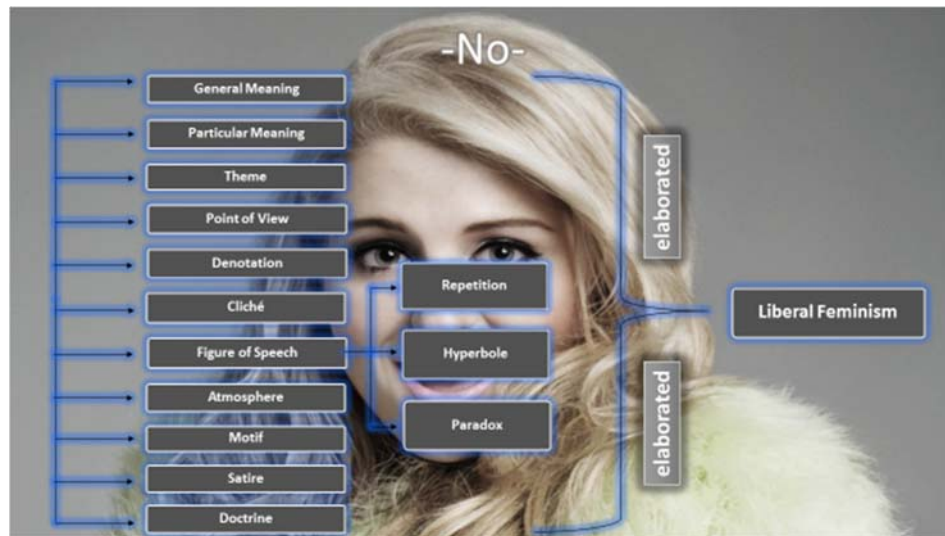 -No-
General Meaning
Particular Meaning
Theme
Point of View
Denotation
Cliché
Figure of Speech
Atmosphere
Motif
Satire
Doctrine
Repetition
Hyperbole
Paradox
elaborated
elaborated
Liberal Feminism